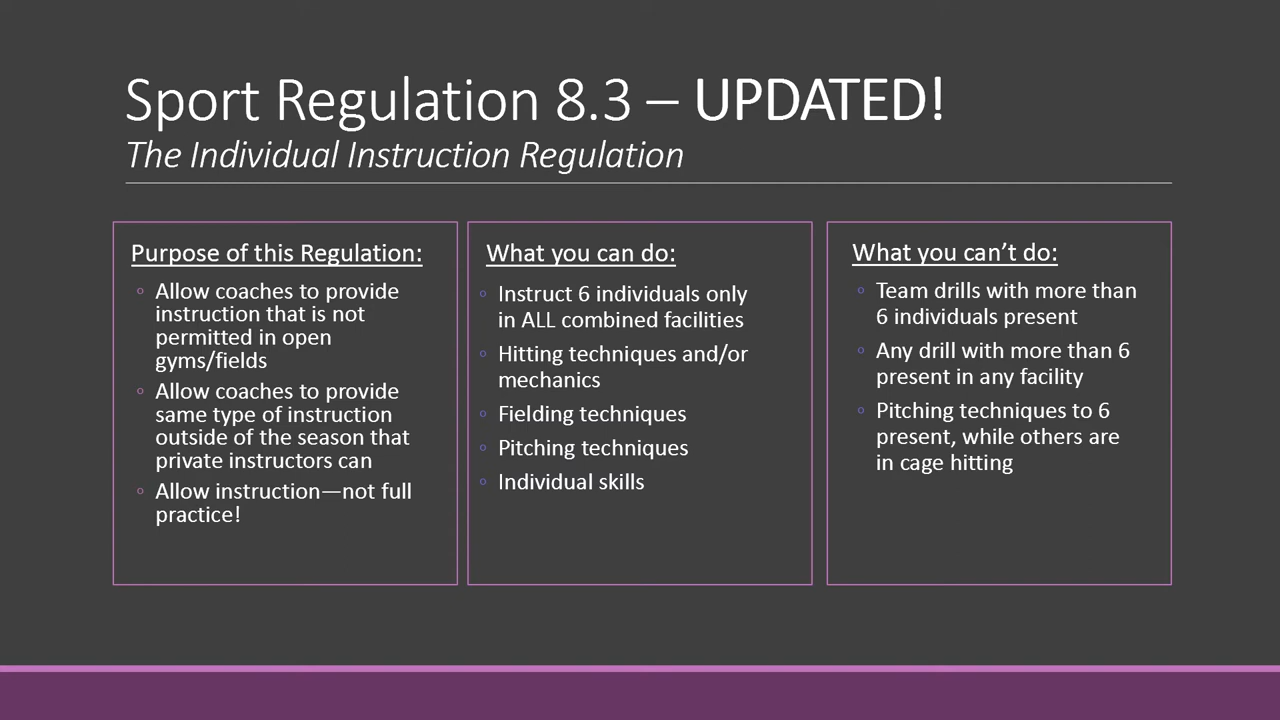 Sport Regulation 8.3 – UPDATED!
The Individual Instruction Regulation
Purpose of this Regulation:
Allow coaches to provide
instruction that is not
permitted in open
gyms/fields
Allow coaches to provide
same type of instruction
outside of the season that
private instructors can
Allow instruction—not full
practice!
What you can do:
Instruct 6 individuals only
in ALL combined facilities
Hitting techniques and/or
mechanics
Fielding techniques
Pitching techniques
Individual skills
What you can’t do:
Team drills with more than
6 individuals present
Any drill with more than 6
present in any facility
Pitching techniques to 6
present, while others are
in cage hitting